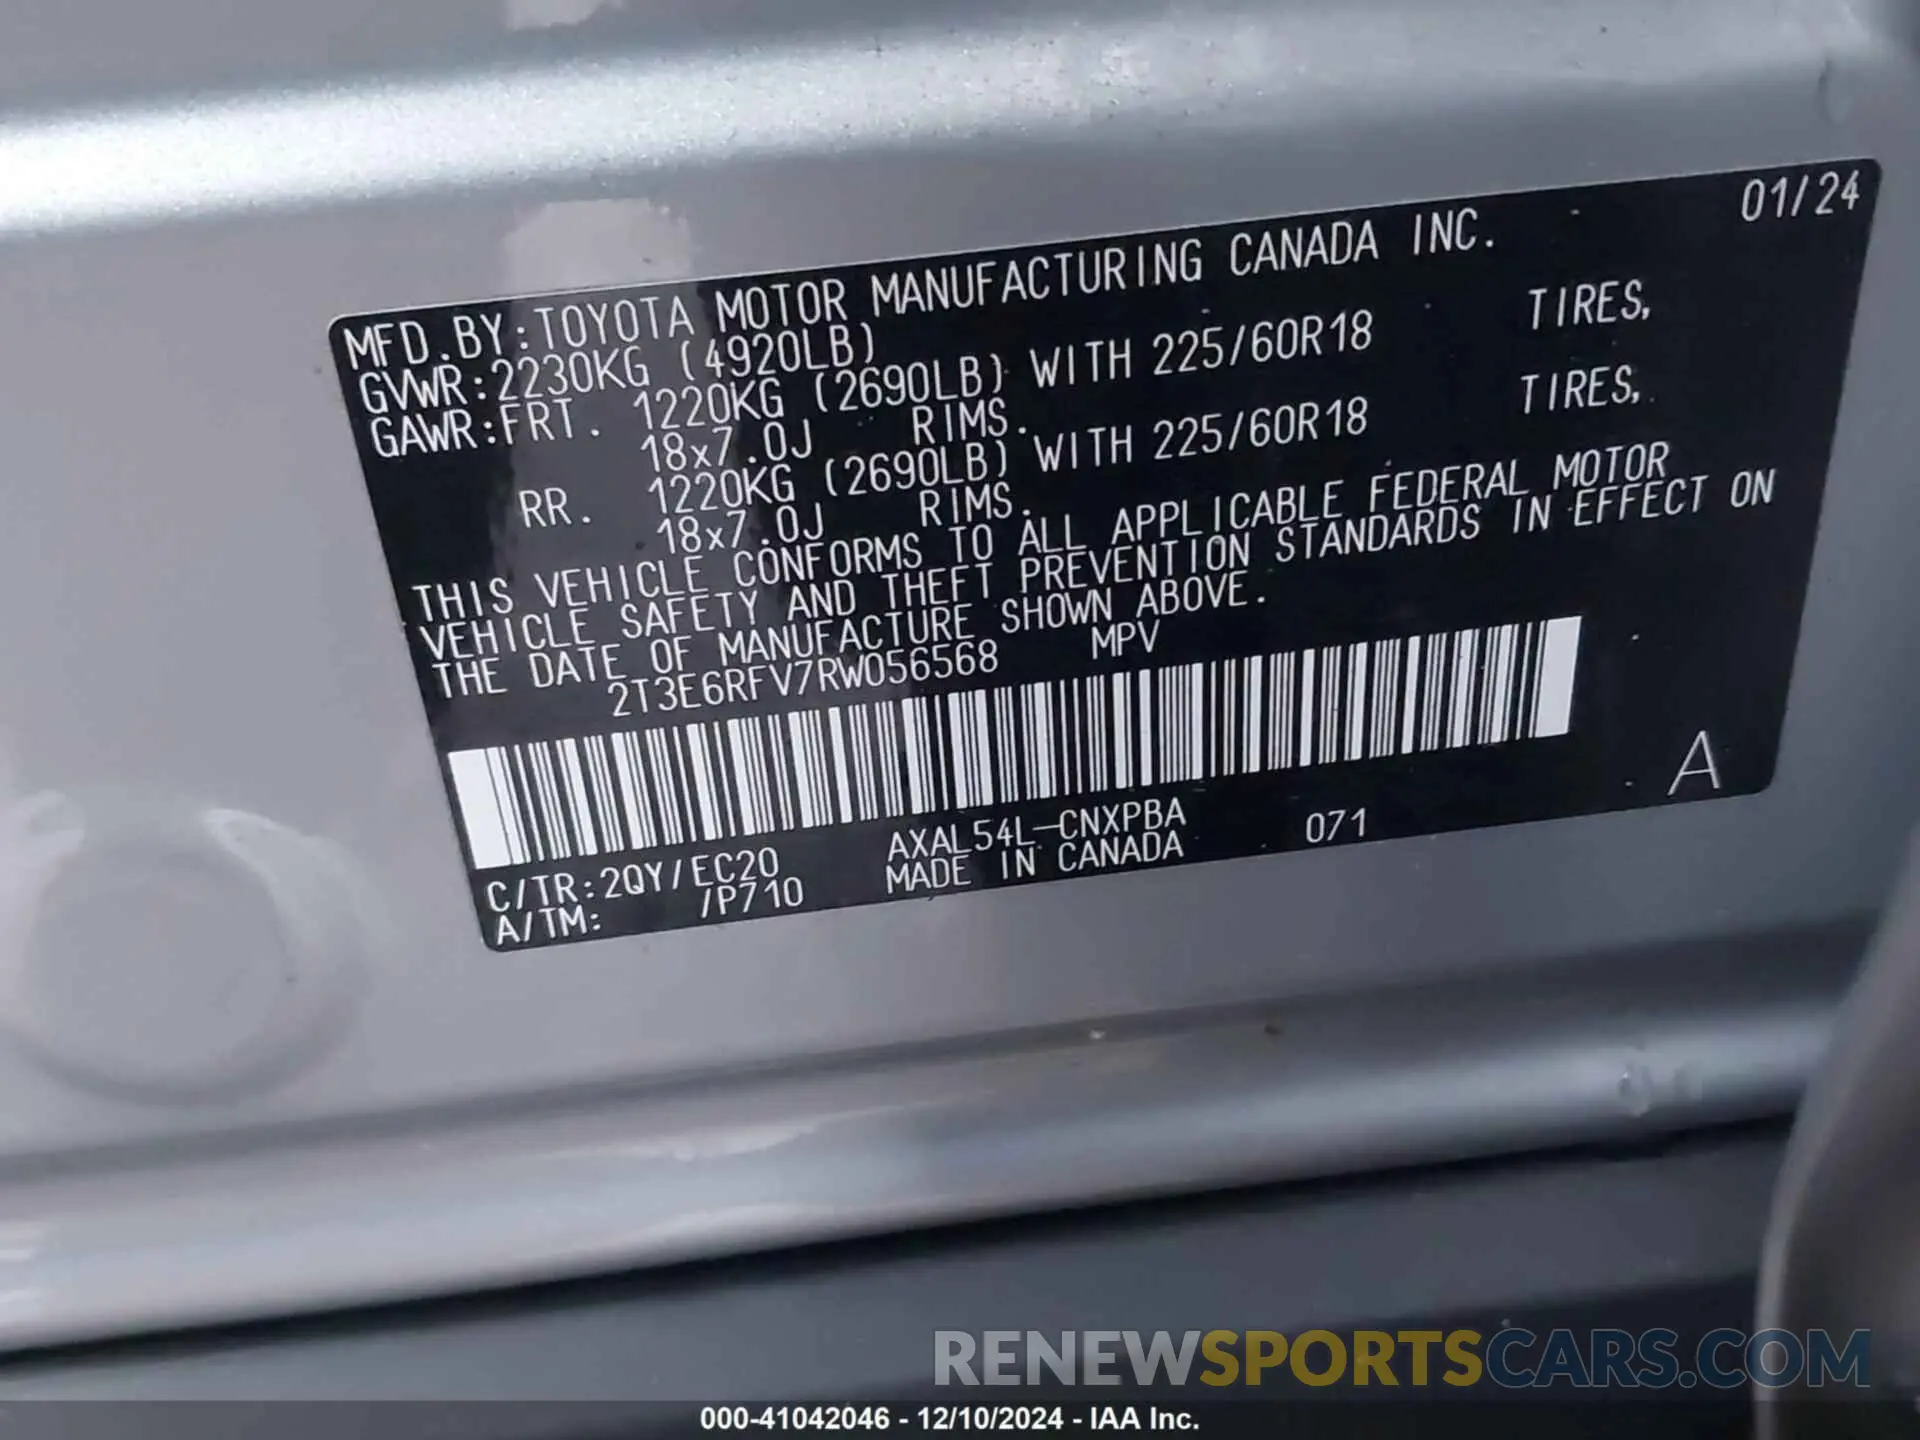 01/24
MFD.BY:TOYOTA MOTOR MANUFACTURING CANADA INC.
GVWR:2230KG (4920LB)
GAWR:FRT. 1220KG (2690LB) WITH 225/60R18 TIRES,
18x7.0J RIMS.
RR. 1220KG (2690LB) WITH 225/60R18 TIRES,
18x7.0J RIMS.
THIS VEHICLE CONFORMS TO ALL APPLICABLE FEDERAL MOTOR
VEHICLE SAFETY AND THEFT PREVENTION STANDARDS IN EFFECT ON
THE DATE OF MANUFACTURE SHOWN ABOVE.
2T3E6RFV7RW056568 MPV
A
C/TR:2QY/EC20 AXAL54L-CNXPBA 071
A/TM: /P710 MADE IN CANADA
RENEWSPORTSCARS.COM
000-41042046 - 12/10/2024 - IAA Inc.